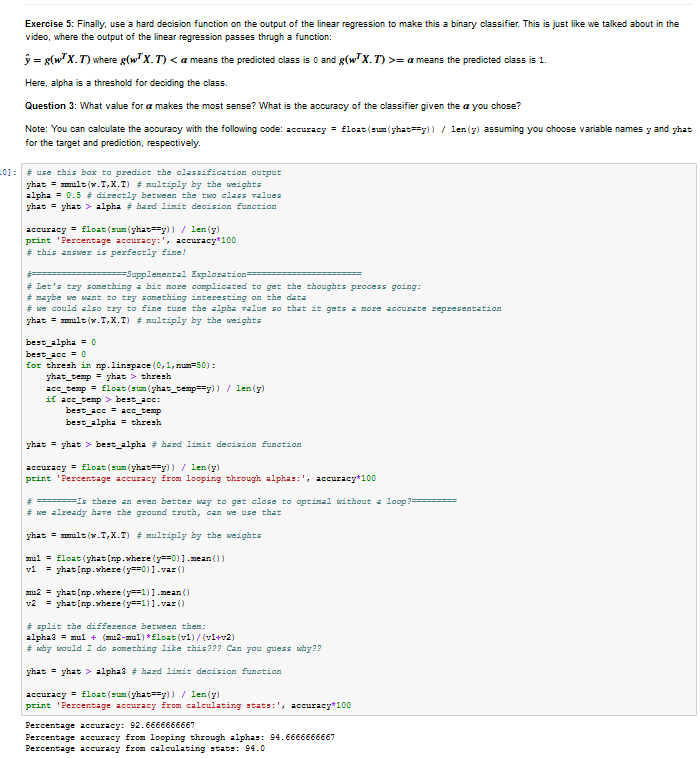 Exercise 5: Finally, use a hard decision function on the output of the linear regression to make this a binary classifier. This is just like we talked about in the
video, where the output of the linear regression passes thrugh a function:
ŷ = g(wᵀX. T) where g(wᵀX. T) < α means the predicted class is 0 and g(wᵀX. T) >= α means the predicted class is 1.
Here, alpha is a threshold for deciding the class.
Question 3: What value for α makes the most sense? What is the accuracy of the classifier given the α you chose?
Note: You can calculate the accuracy with the following code: accuracy = float(sum(yhat==y)) / len(y) assuming you choose variable names y and yhat
for the target and prediction, respectively.
0]: # use this box to predict the classification output
yhat = mmult(w.T,X.T) # multiply by the weights
alpha = 0.5 # directly between the two class values
yhat = yhat > alpha # hard limit decision function
accuracy = float(sum(yhat==y)) / len(y)
print 'Percentage accuracy:', accuracy*100
# this answer is perfectly fine!
#===================Supplemental Exploration=======================
# Let's try something a bit more complicated to get the thoughts process going:
# maybe we want to try something interesting on the data
# we could also try to fine tune the alpha value so that it gets a more accurate representation
yhat = mmult(w.T,X.T) # multiply by the weights
best_alpha = 0
best_acc = 0
for thresh in np.linspace(0,1,num=50):
    yhat_temp = yhat > thresh
    acc_temp = float(sum(yhat_temp==y)) / len(y)
    if acc_temp > best_acc:
        best_acc = acc_temp
        best_alpha = thresh
yhat = yhat > best_alpha # hard limit decision function
accuracy = float(sum(yhat==y)) / len(y)
print 'Percentage accuracy from looping through alphas:', accuracy*100
# ========Is there an even better way to get close to optimal without a loop?=========
# we already have the ground truth, can we use that
yhat = mmult(w.T,X.T) # multiply by the weights
mu1 = float(yhat[np.where(y==0)].mean())
v1 = yhat[np.where(y==0)].var()
mu2 = yhat[np.where(y==1)].mean()
v2 = yhat[np.where(y==1)].var()
# split the difference between them:
alpha3 = mu1 + (mu2-mu1)*float(v1)/(v1+v2)
# why would I do something like this??? Can you guess why??
yhat = yhat > alpha3 # hard limit decision function
accuracy = float(sum(yhat==y)) / len(y)
print 'Percentage accuracy from calculating stats:', accuracy*100
Percentage accuracy: 92.6666666667
Percentage accuracy from looping through alphas: 94.6666666667
Percentage accuracy from calculating stats: 94.0